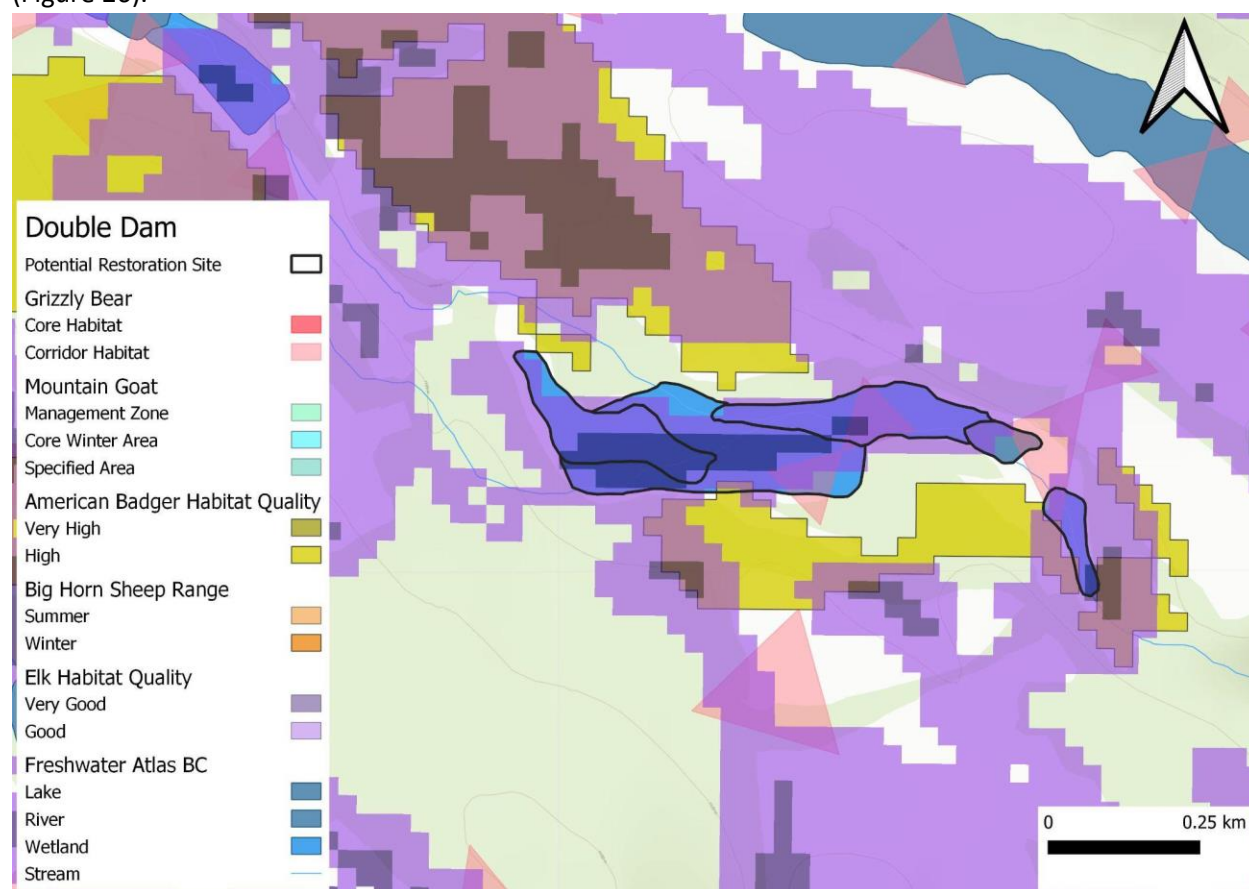 (Figure 20).
Double Dam
Potential Restoration Site
Grizzly Bear
Core Habitat
Corridor Habitat
Mountain Goat
Management Zone
Core Winter Area
Specified Area
American Badger Habitat Quality
Very High
High
Big Horn Sheep Range
Summer
Winter
Elk Habitat Quality
Very Good
Good
Freshwater Atlas BC
Lake
River
Wetland
Stream
0 0.25 km